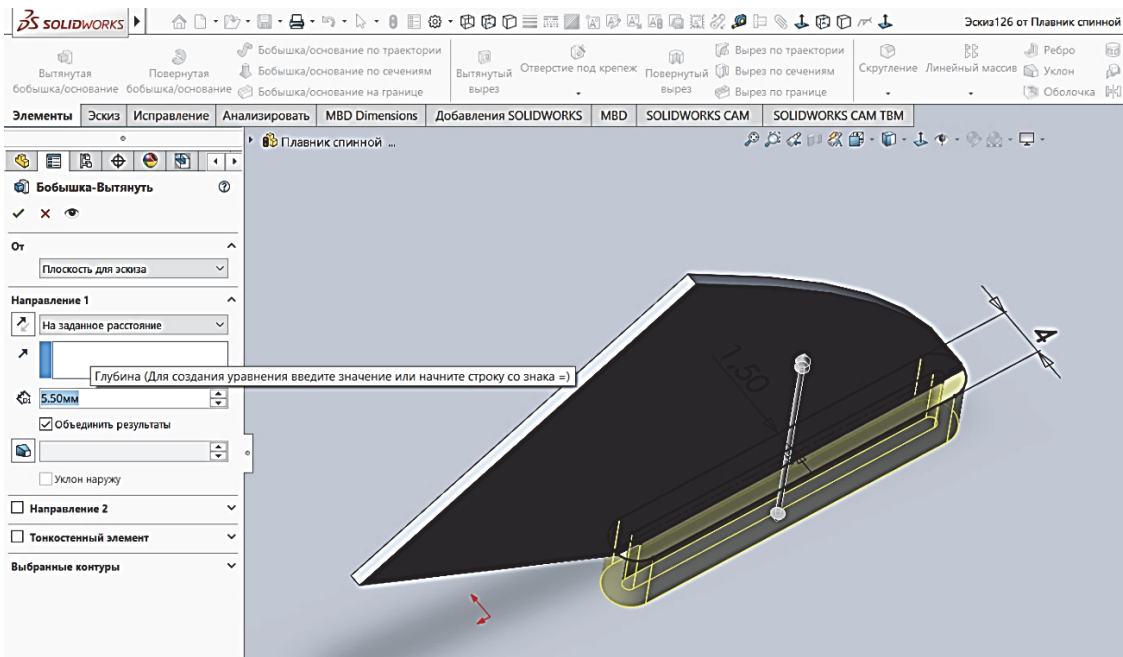 SOLIDWORKS
Эскиз126 от Плавник спинной
Вытянутая бобышка/основание
Повернутая бобышка/основание
Бобышка/основание по траектории
Бобышка/основание по сечениям
Бобышка/основание на границе
Вытянутый вырез
Отверстие под крепеж
Повернутый вырез
Вырез по траектории
Вырез по сечениям
Вырез по границе
Скругление
Линейный массив
Ребро
Уклон
Оболочка
Элементы Эскиз Исправление Анализировать MBD Dimensions Добавления SOLIDWORKS MBD SOLIDWORKS CAM SOLIDWORKS CAM TBM
Плавник спинной ...
Бобышка-Вытянуть
От
Плоскость для эскиза
Направление 1
На заданное расстояние
Глубина (Для создания уравнения введите значение или начните строку со знака =)
D1
5.50мм
Объединить результаты
Уклон наружу
Направление 2
Тонкостенный элемент
Выбранные контуры
1.50
4